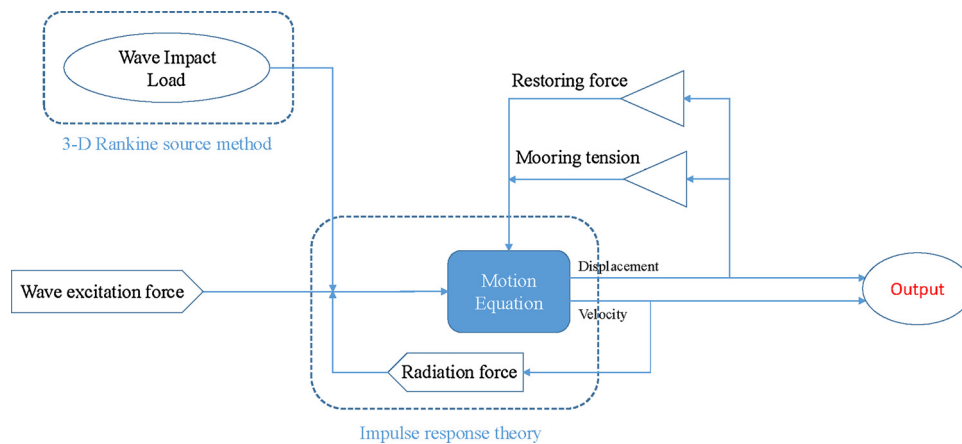 Wave Impact
Load
3-D Rankine source method
Restoring force
Mooring tension
Wave excitation force
Displacement
Motion
Equation
Velocity
Output
Radiation force
Impulse response theory